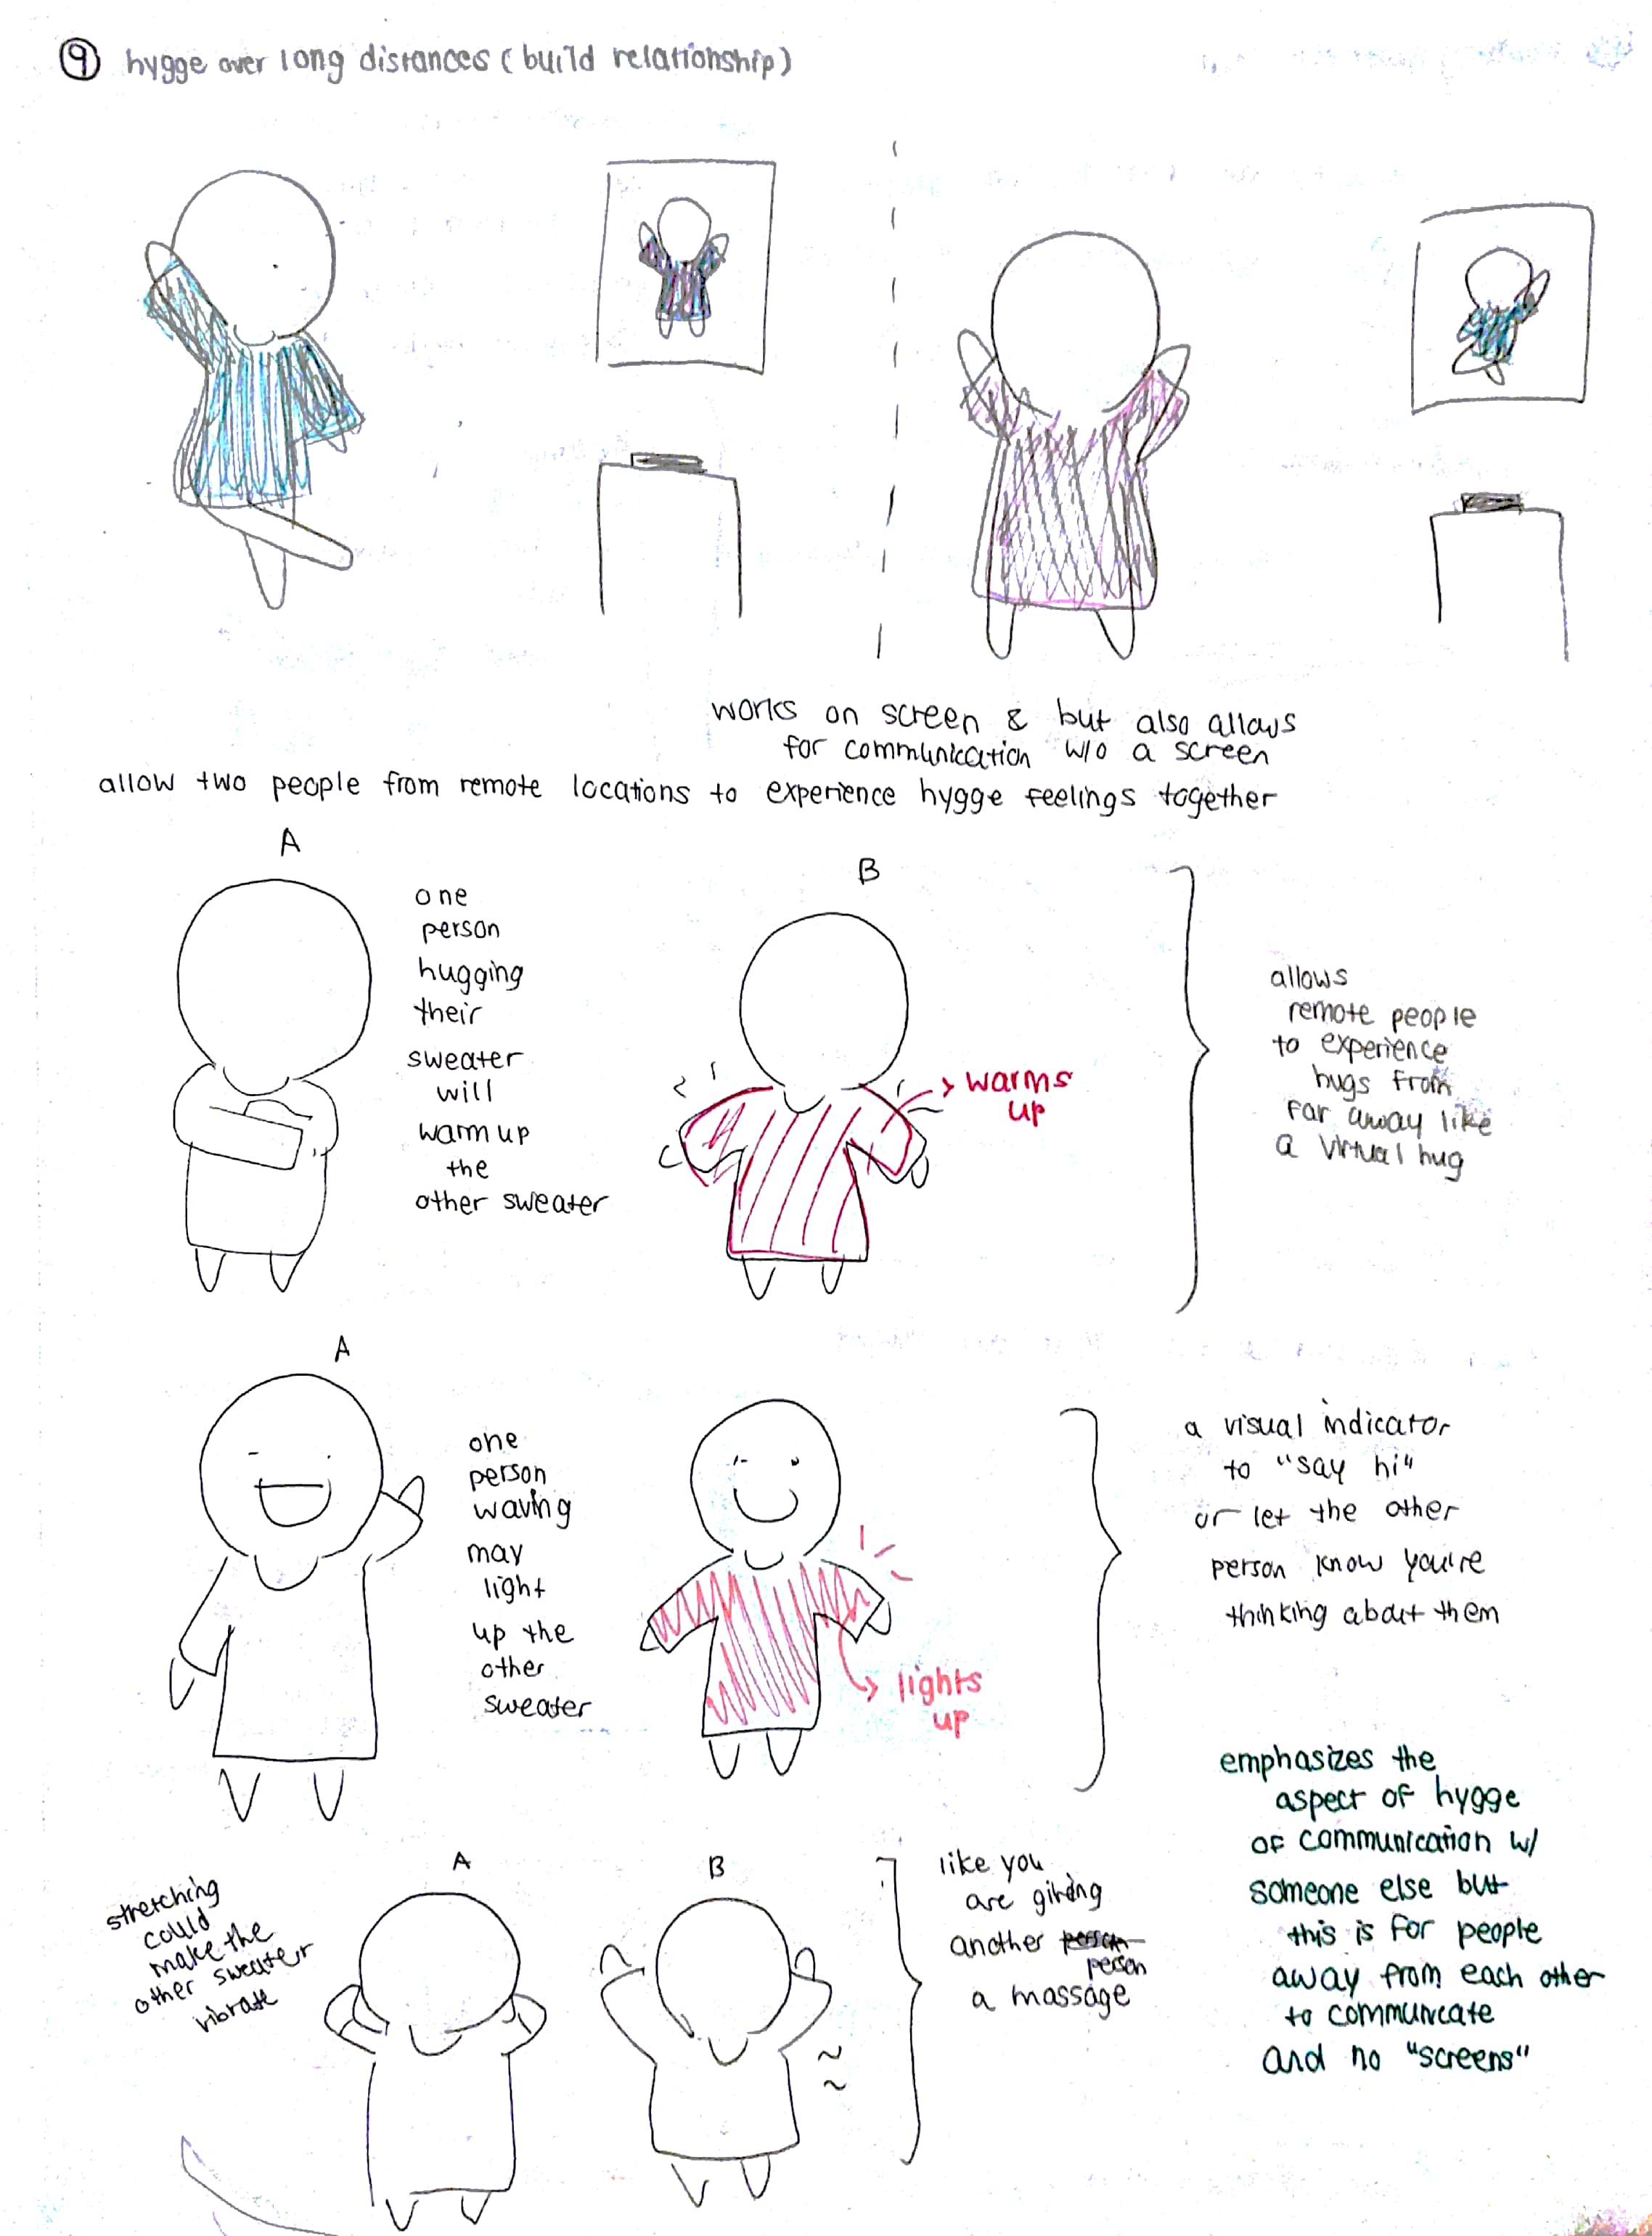 9 hygge over long distances (build relationship)
works on screen & but also allows
for communication w/o a screen
allow two people from remote locations to experience hygge feelings together
A
one
person
hugging
their
sweater
will
warm up
the
other sweater
B
warms
up
allows
remote people
to experience
hugs from
far away like
a virtual hug
A
one
person
waving
may
light
up the
other
sweater
lights
up
a visual indicator
to "say hi"
or let the other
person know you're
thinking about them
stretching
could
make the
other sweater
vibrate
A
B
like you
are giving
another person
person
a massage
emphasizes the
aspect of hygge
of communication w/
someone else but
this is for people
away from each other
to communicate
and no "screens"